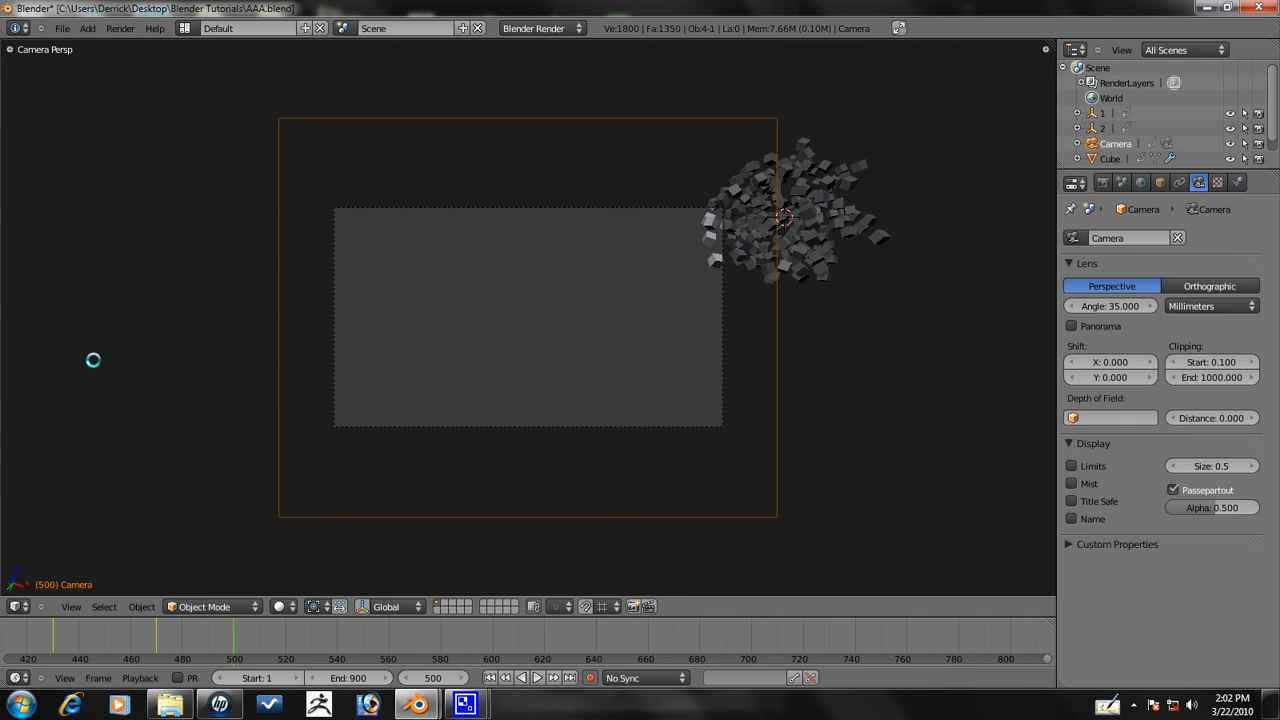 Blender* [C:\Users\Derrick\Desktop\Blender Tutorials\AAA.blend]
File Add Render Help Default Scene Blender Render Ve:1800 | Fa:1350 | Ob:4-1 | La:0 | Mem:7.66M (0.10M) | Camera
View All Scenes
Camera Persp
Scene
RenderLayers
World
1
2
Camera
Cube
Camera Camera
Camera
Lens
Perspective Orthographic
Angle: 35.000 Millimeters
Panorama
Shift: Clipping:
X: 0.000 Start: 0.100
Y: 0.000 End: 1000.000
Depth of Field:
Distance: 0.000
Display
Limits Size: 0.5
Mist Passepartout
Title Safe Alpha: 0.500
Name
Custom Properties
(500) Camera
View Select Object Object Mode Global
420 440 460 480 500 520 540 560 580 600 620 640 660 680 700 720 740 760 780 800
View Frame Playback PR Start: 1 End: 900 500 No Sync
2:02 PM
3/22/2010